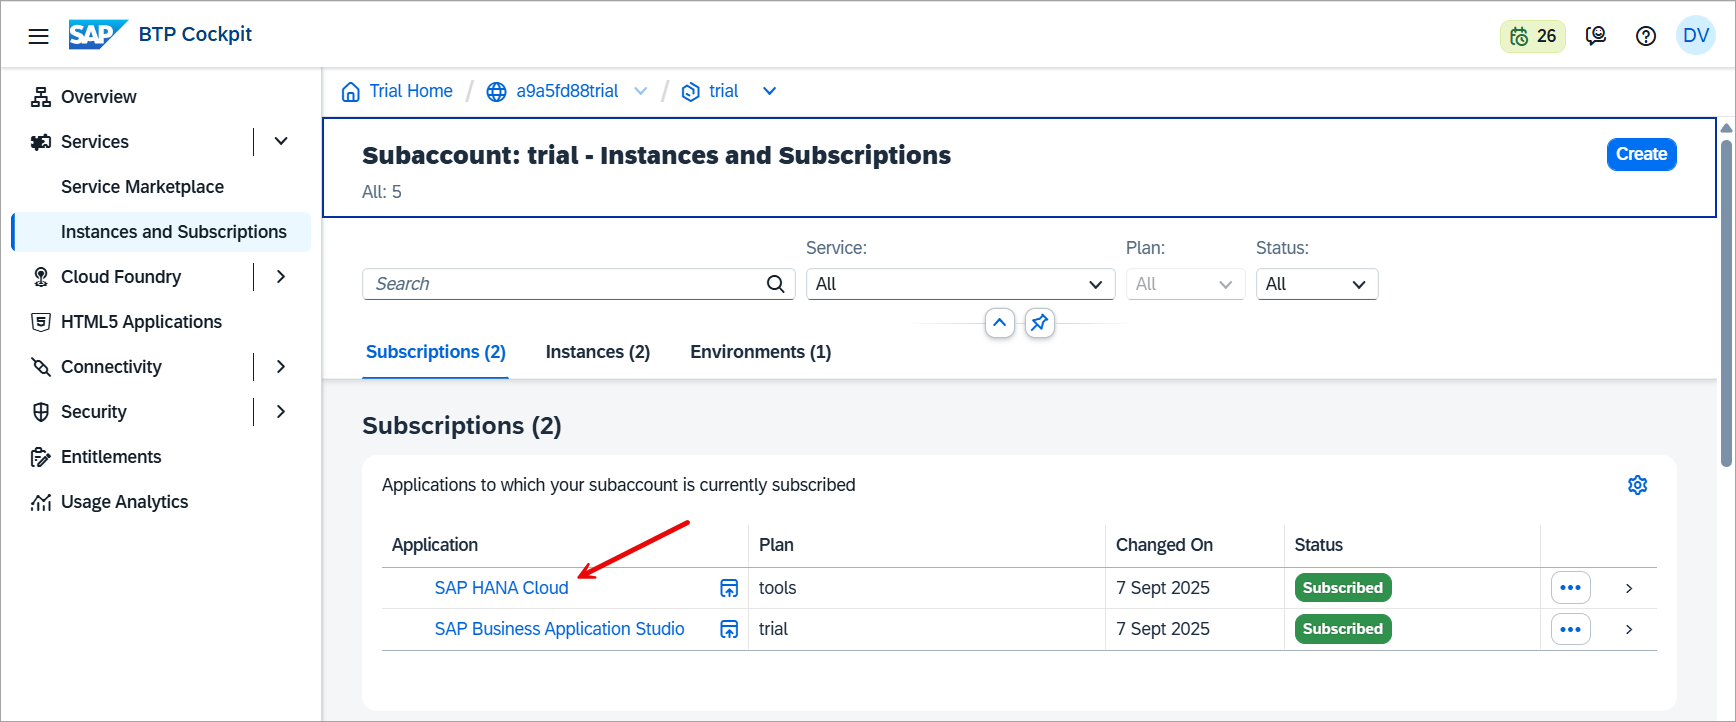 SAP BTP Cockpit 26 DV
Overview
Services
Service Marketplace
Instances and Subscriptions
Cloud Foundry
HTML5 Applications
Connectivity
Security
Entitlements
Usage Analytics
Trial Home / a9a5fd88trial / trial
Subaccount: trial - Instances and Subscriptions
Create
All: 5
Service: Plan: Status:
Search All All All
Subscriptions (2) Instances (2) Environments (1)
Subscriptions (2)
Applications to which your subaccount is currently subscribed
Application Plan Changed On Status
SAP HANA Cloud tools 7 Sept 2025 Subscribed
SAP Business Application Studio trial 7 Sept 2025 Subscribed